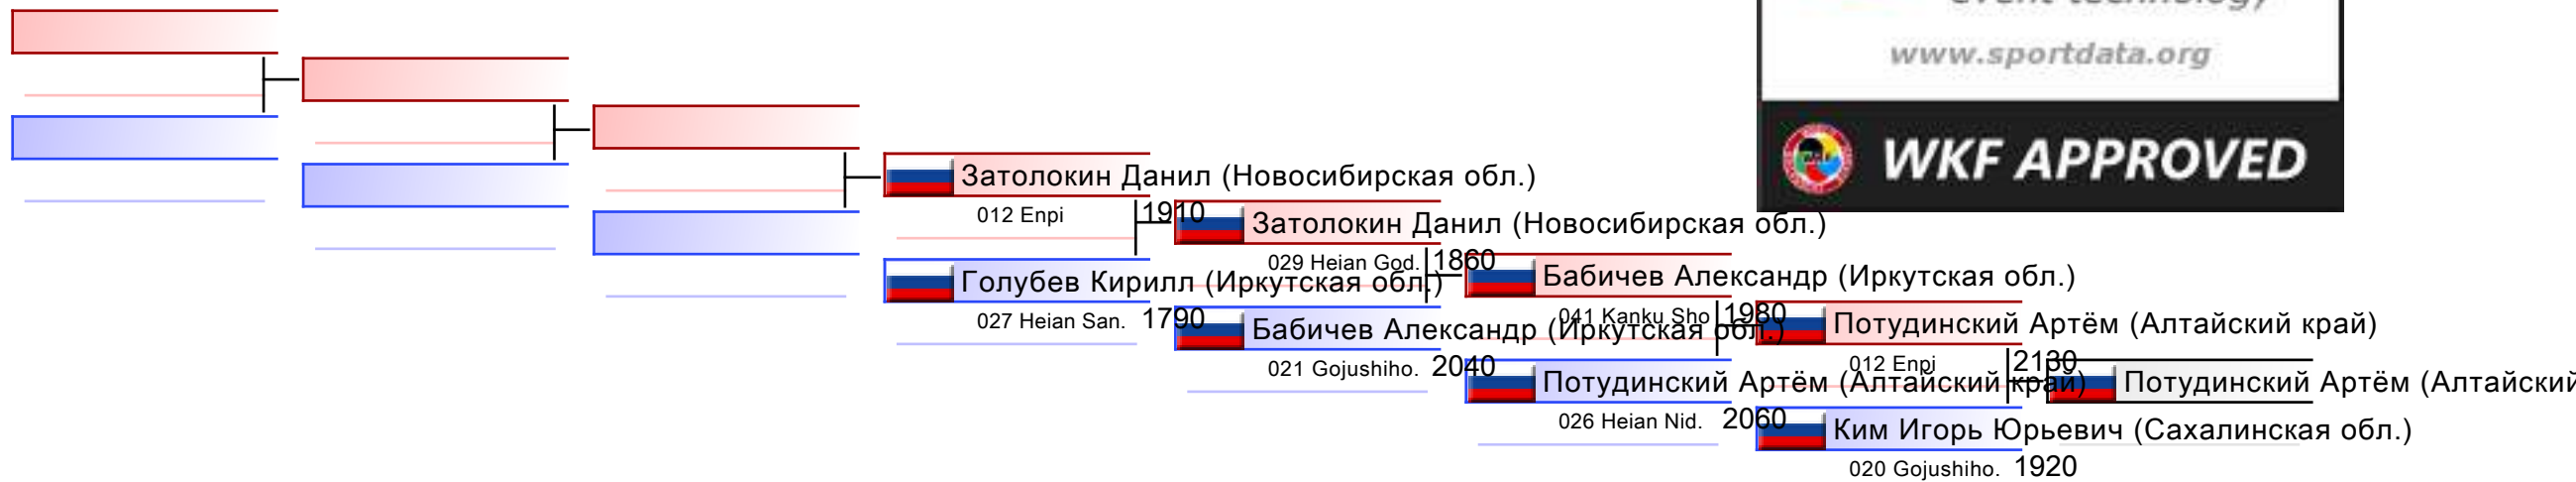 event technology
www.sportdata.org
WKF APPROVED
Затолокин Данил (Новосибирская обл.)
012 Enpi 1910
Затолокин Данил (Новосибирская обл.)
029 Heian God. 1860
Голубев Кирилл (Иркутская обл.)
027 Heian San. 1790
Бабичев Александр (Иркутская обл.)
041 Kanku Sho 1980
Бабичев Александр (Иркутская обл.)
021 Gojushiho. 2040
Потудинский Артём (Алтайский край)
012 Enpi 2130
Потудинский Артём (Алтайский край)
026 Heian Nid. 2060
Потудинский Артём (Алтайский
Ким Игорь Юрьевич (Сахалинская обл.)
020 Gojushiho. 1920